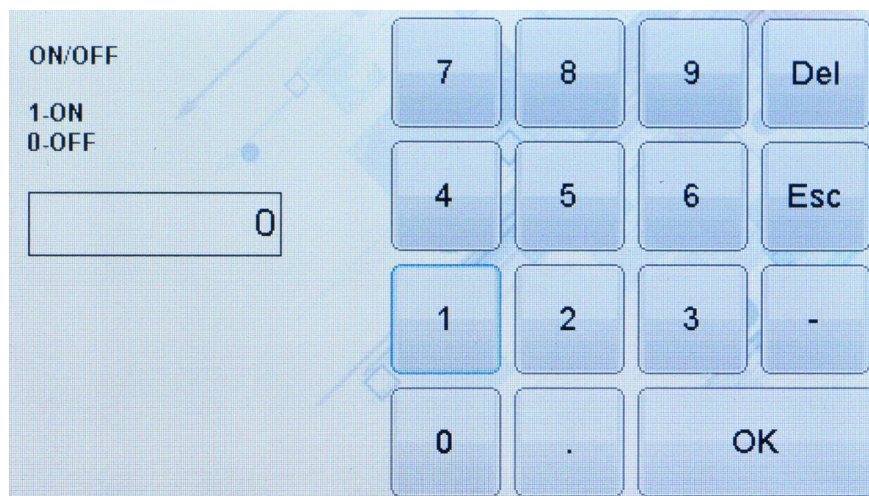 ON/OFF
1-ON
0-OFF
0
7 8 9 Del
4 5 6 Esc
1 2 3 -
0 . OK